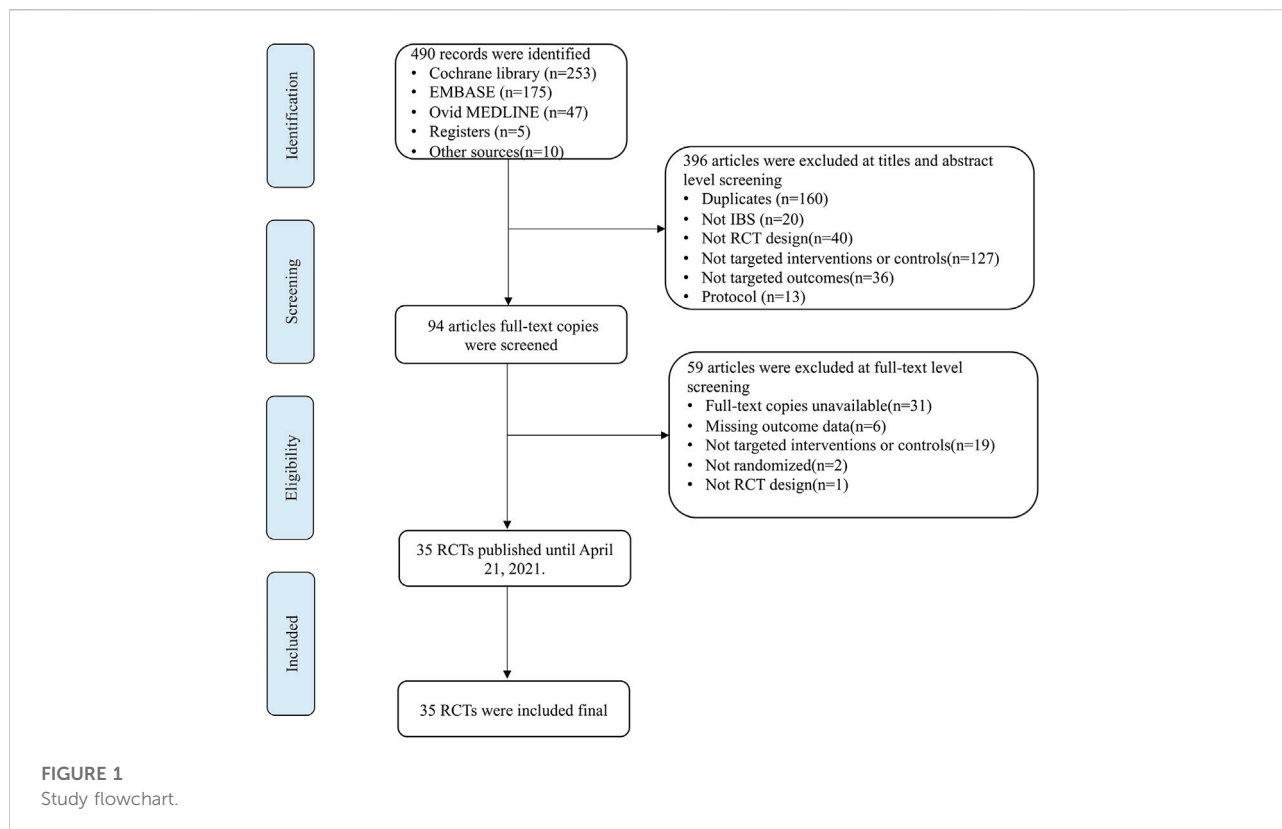 Identification
490 records were identified
• Cochrane library (n=253)
• EMBASE (n=175)
• Ovid MEDLINE (n=47)
• Registers (n=5)
• Other sources(n=10)
396 articles were excluded at titles and abstract
level screening
• Duplicates (n=160)
• Not IBS (n=20)
• Not RCT design(n=40)
• Not targeted interventions or controls(n=127)
• Not targeted outcomes(n=36)
• Protocol (n=13)
Screening
94 articles full-text copies
were screened
59 articles were excluded at full-text level
screening
• Full-text copies unavailable(n=31)
• Missing outcome data(n=6)
• Not targeted interventions or controls(n=19)
• Not randomized(n=2)
• Not RCT design(n=1)
Eligibility
35 RCTs published until April
21, 2021.
Included
35 RCTs were included final
FIGURE 1
Study flowchart.